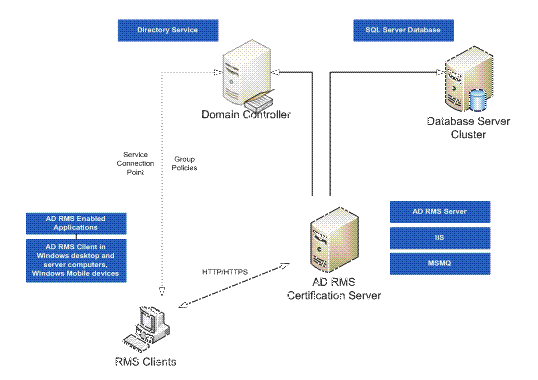 Directory Service
SQL Server Database
Domain Controller
Database Server
Cluster
Service
Connection
Point
Group
Policies
AD RMS Enabled
Applications
AD RMS Server
AD RMS Client in
Windows desktop and
server computers,
Windows Mobile devices
IIS
MSMQ
HTTP/HTTPS
AD RMS
Certification Server
RMS Clients